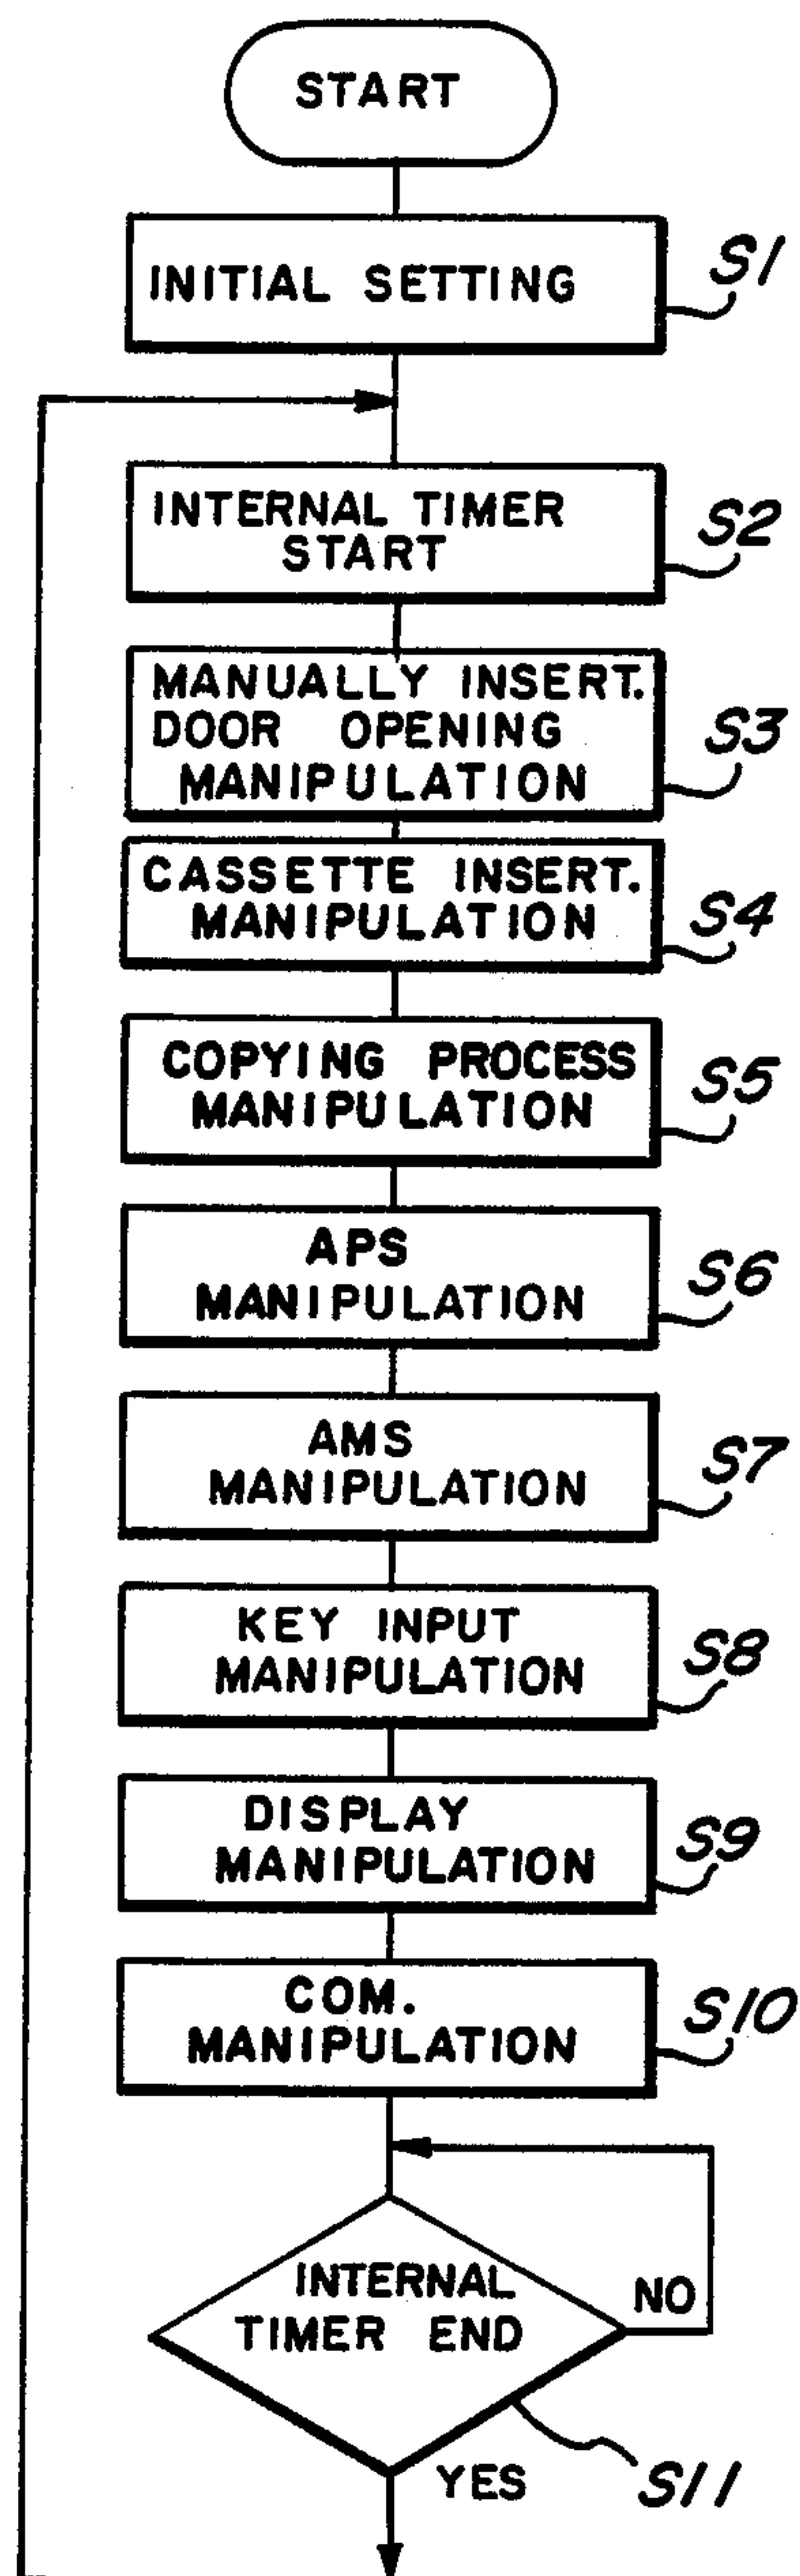 START
INITIAL SETTING
S1
INTERNAL TIMER
START
S2
MANUALLY INSERT.
DOOR OPENING
MANIPULATION
S3
CASSETTE INSERT.
MANIPULATION
S4
COPYING PROCESS
MANIPULATION
S5
APS
MANIPULATION
S6
AMS
MANIPULATION
S7
KEY INPUT
MANIPULATION
S8
DISPLAY
MANIPULATION
S9
COM.
MANIPULATION
S10
INTERNAL
TIMER END
NO
YES
S11